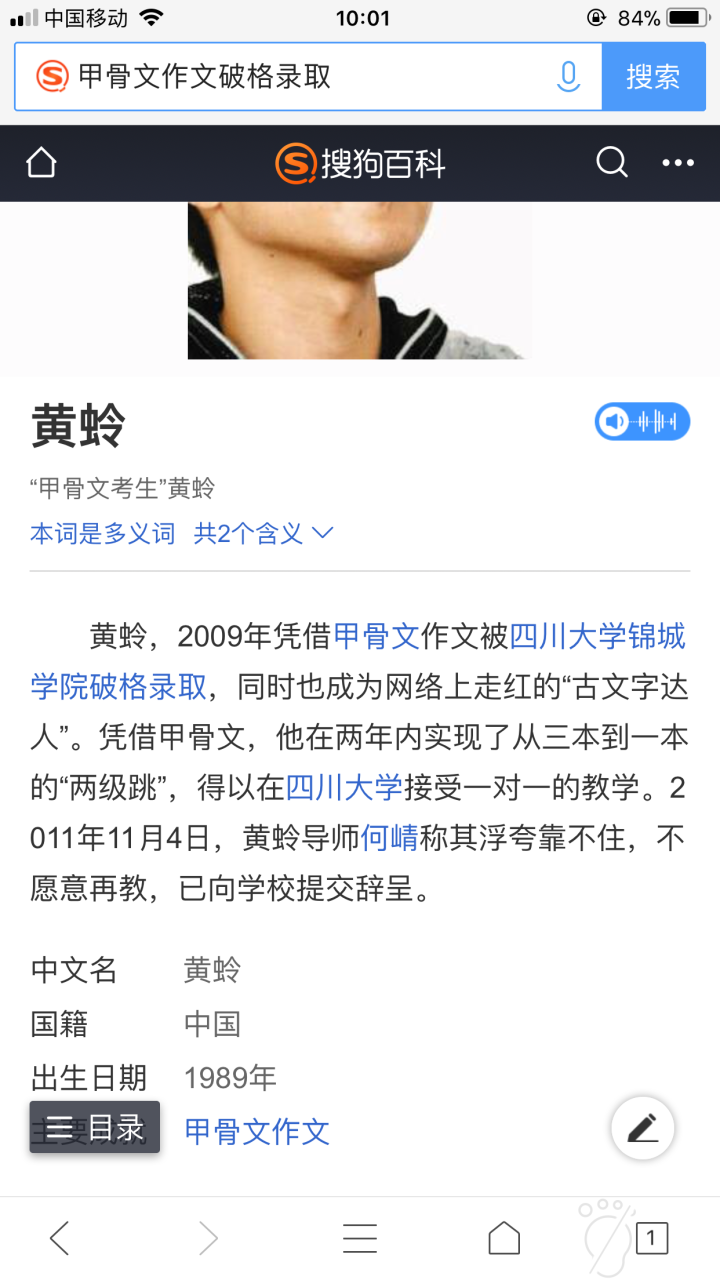 中国移动 10:01 84%
甲骨文作文破格录取 搜索
搜狗百科
黄蛉
“甲骨文考生”黄蛉
本词是多义词 共2个含义
黄蛉，2009年凭借甲骨文作文被四川大学锦城
学院破格录取，同时也成为网络上走红的“古文字达
人”。凭借甲骨文，他在两年内实现了从三本到一本
的“两级跳”，得以在四川大学接受一对一的教学。2
011年11月4日，黄蛉导师何崝称其浮夸靠不住，不
愿意再教，已向学校提交辞呈。
中文名 黄蛉
国籍 中国
出生日期 1989年
主要成就 甲骨文作文
目录
1